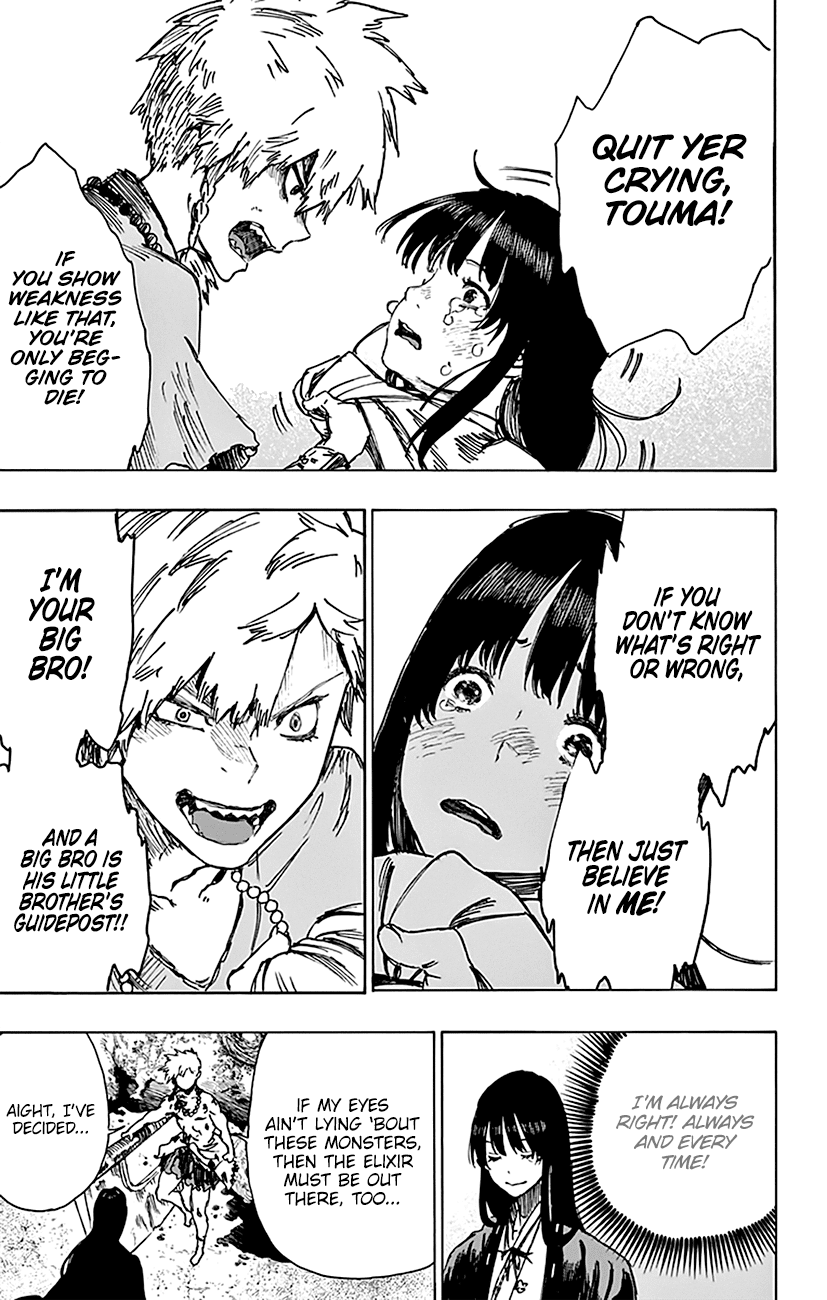 QUIT YER
CRYING,
TOUMA!
IF
YOU SHOW
WEAKNESS
LIKE THAT,
YOU'RE
ONLY BEG-
GING TO
DIE!
IF YOU
DON'T KNOW
WHAT'S RIGHT
OR WRONG,
THEN JUST
BELIEVE
IN ME!
I'M
YOUR
BIG
BRO!
AND A
BIG BRO IS
HIS LITTLE
BROTHER'S
GUIDEPOST!!
I'M ALWAYS
RIGHT! ALWAYS
AND EVERY
TIME!
IF MY EYES
AIN'T LYING 'BOUT
THESE MONSTERS,
THEN THE ELIXIR
MUST BE OUT
THERE, TOO...
AIGHT, I'VE
DECIDED...